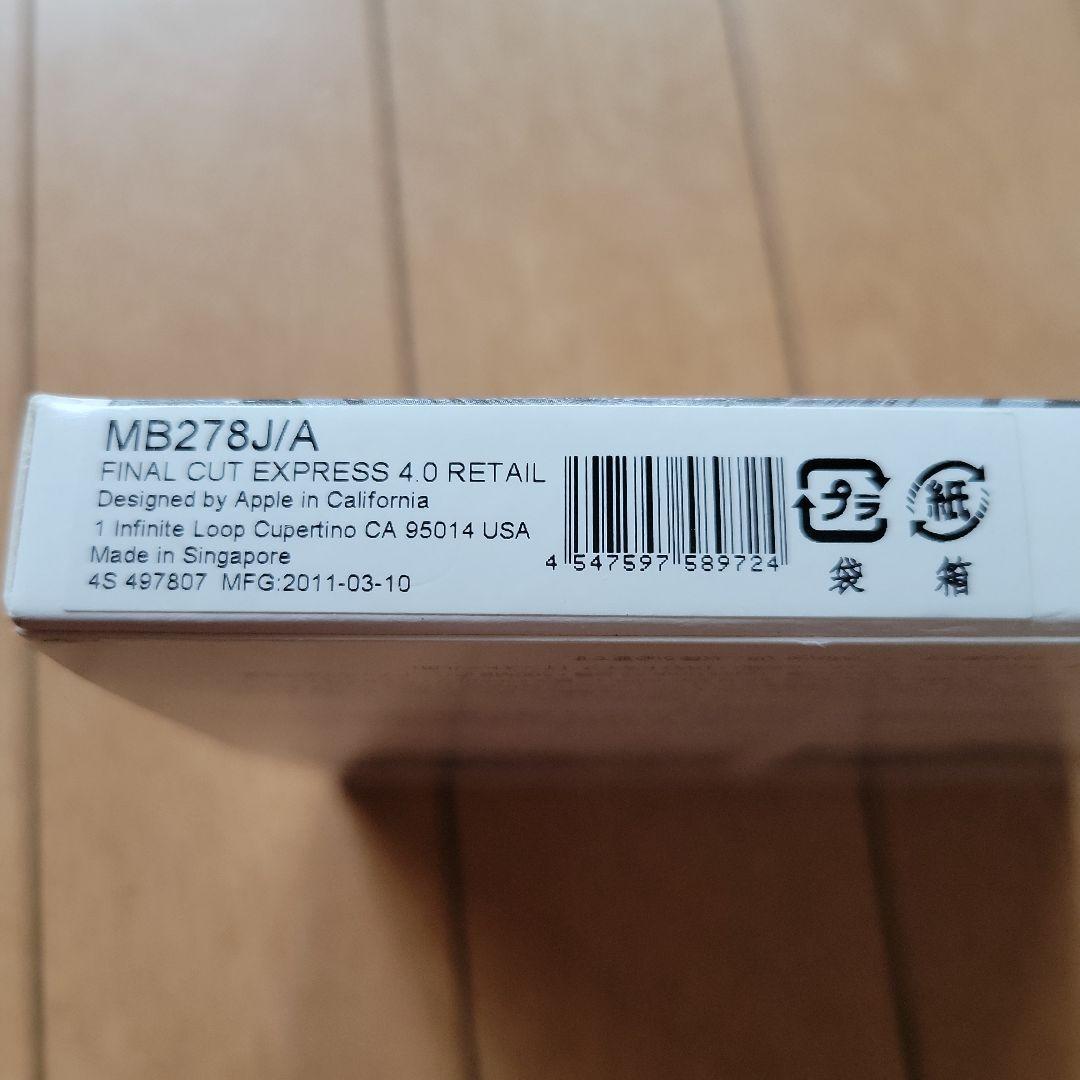 MB278J/A
FINAL CUT EXPRESS 4.0 RETAIL
Designed by Apple in California
1 Infinite Loop Cupertino CA 95014 USA
Made in Singapore
4S 497807 MFG:2011-03-10
4 547597 589724
プラ
袋
紙
箱